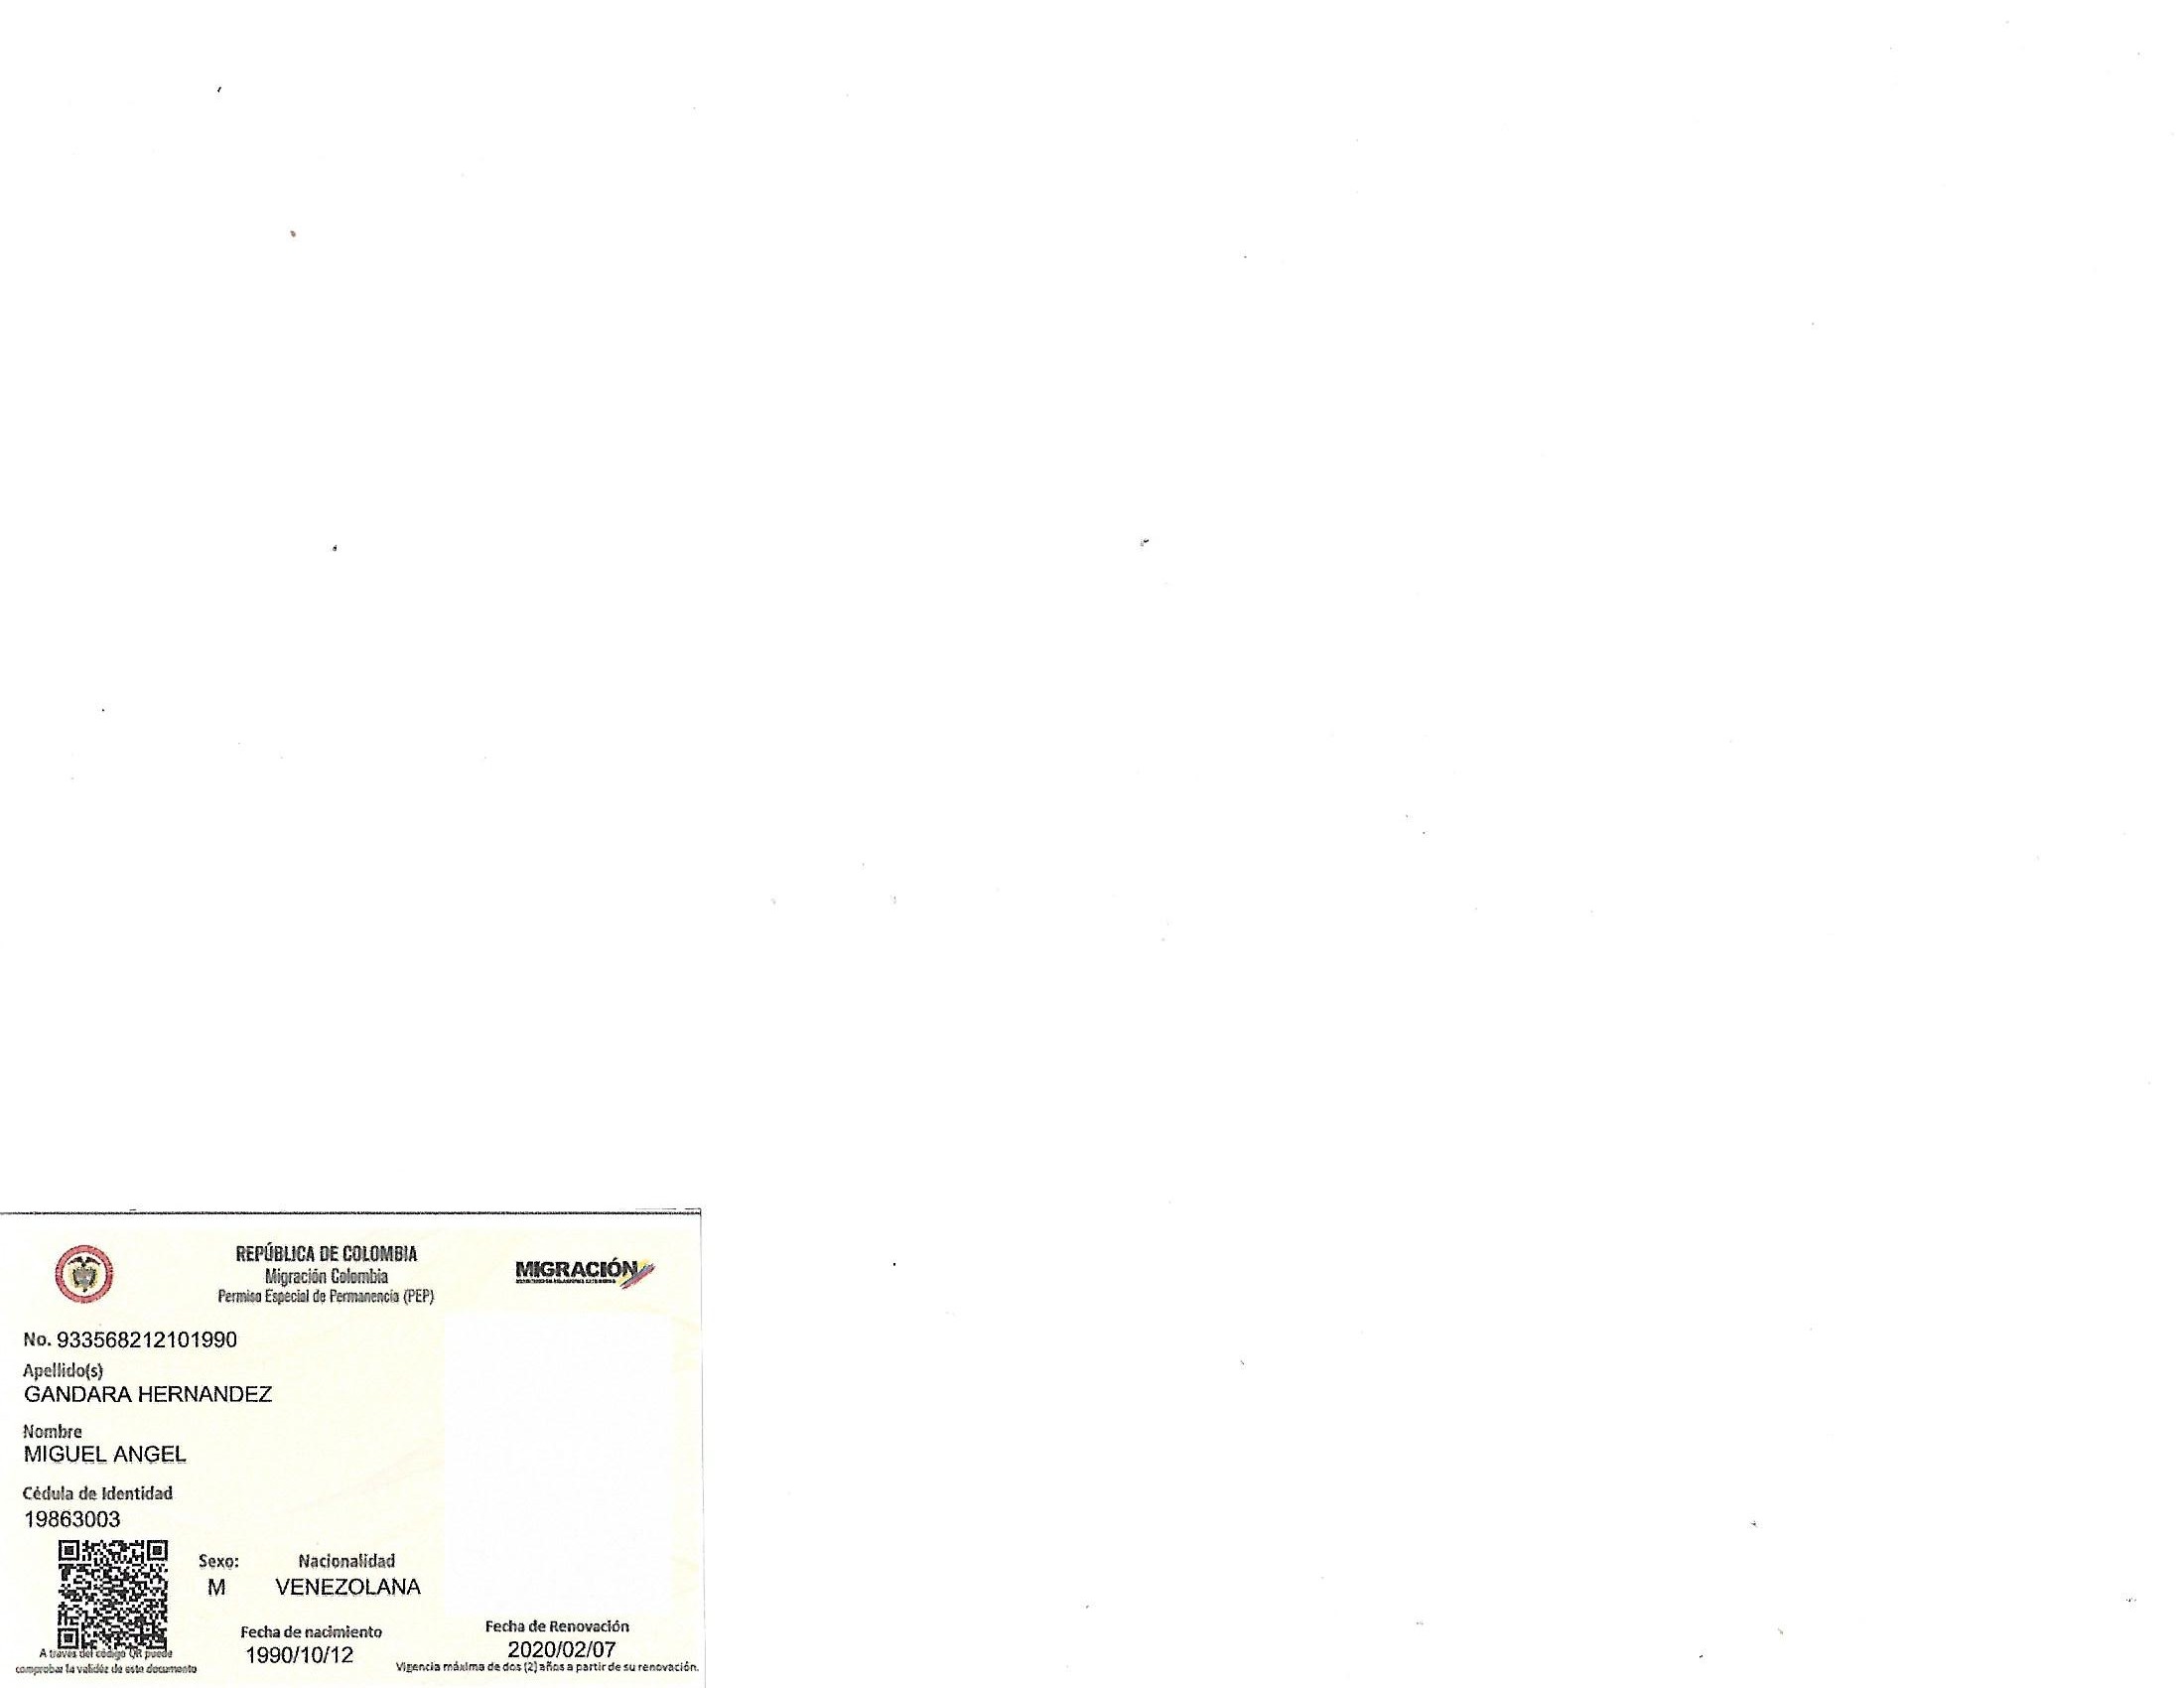 REPÚBLICA DE COLOMBIA
Migración Colombia
Permiso Especial de Permanencia (PEP)
MIGRACIÓN
No. 933568212101990
Apellido(s)
GANDARA HERNANDEZ
Nombre
MIGUEL ANGEL
Cédula de Identidad
19863003
Sexo: Nacionalidad
M VENEZOLANA
Fecha de nacimiento Fecha de Renovación
1990/10/12 2020/02/07
A través del código QR puede
comprobar la validéz de este documento
Vigencia máxima de dos (2) años a partir de su renovación.